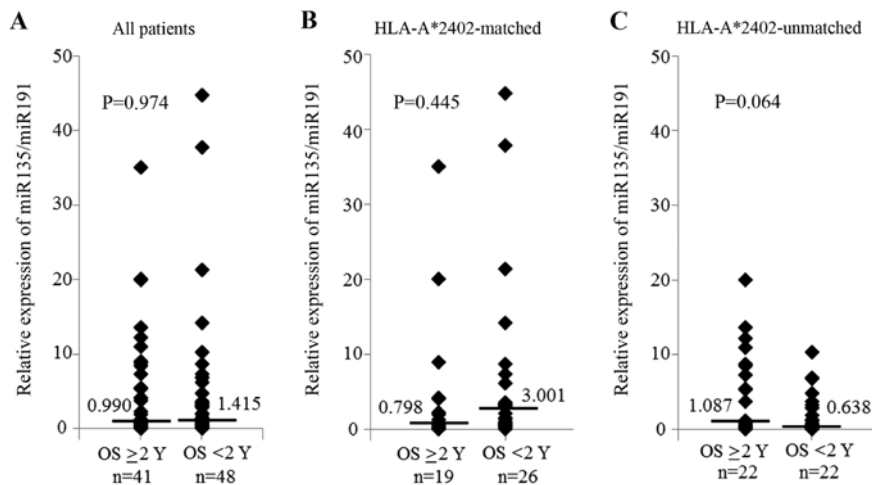 A
All patients
Relative expression of miR135/miR191
50
40
30
20
10
0
P=0.974
0.990
1.415
OS ≥2 Y
n=41
OS <2 Y
n=48
B
HLA-A*2402-matched
Relative expression of miR135/miR191
50
40
30
20
10
0
P=0.445
0.798
3.001
OS ≥2 Y
n=19
OS <2 Y
n=26
C
HLA-A*2402-unmatched
Relative expression of miR135/miR191
50
40
30
20
10
0
P=0.064
1.087
0.638
OS ≥2 Y
n=22
OS <2 Y
n=22